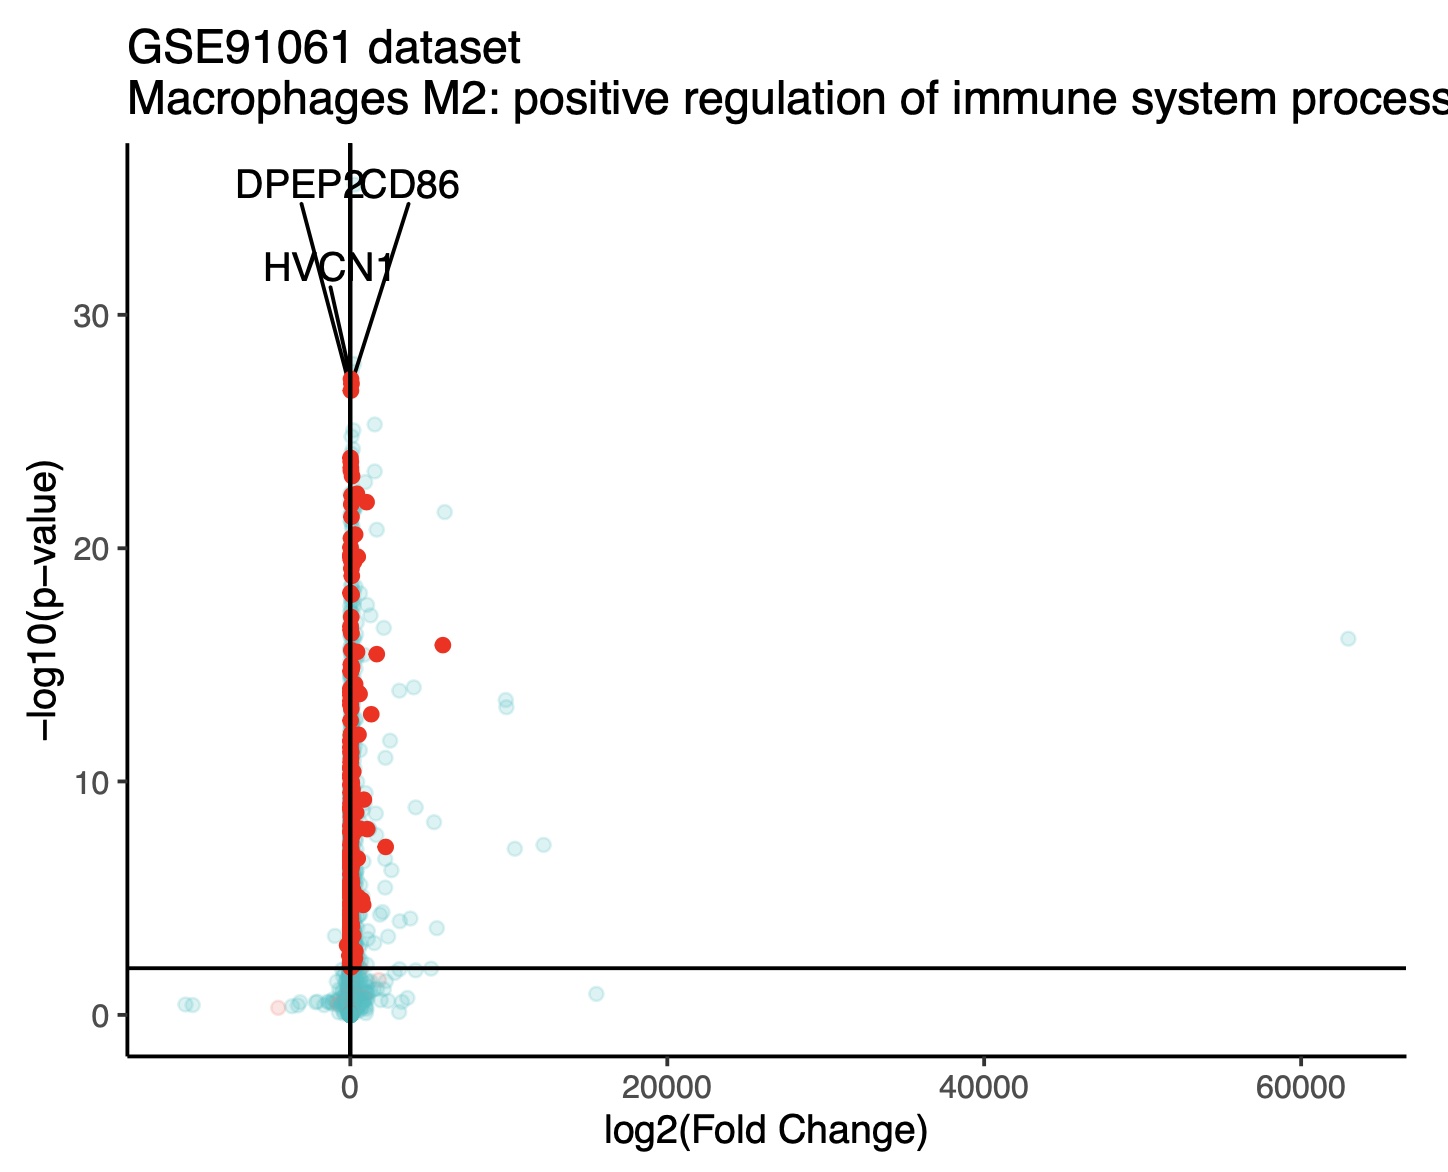 GSE91061 dataset
Macrophages M2: positive regulation of immune system process
DPEP2 CD86
HVCN1
30
20
10
0
−log10(p−value)
0 20000 40000 60000
log2(Fold Change)